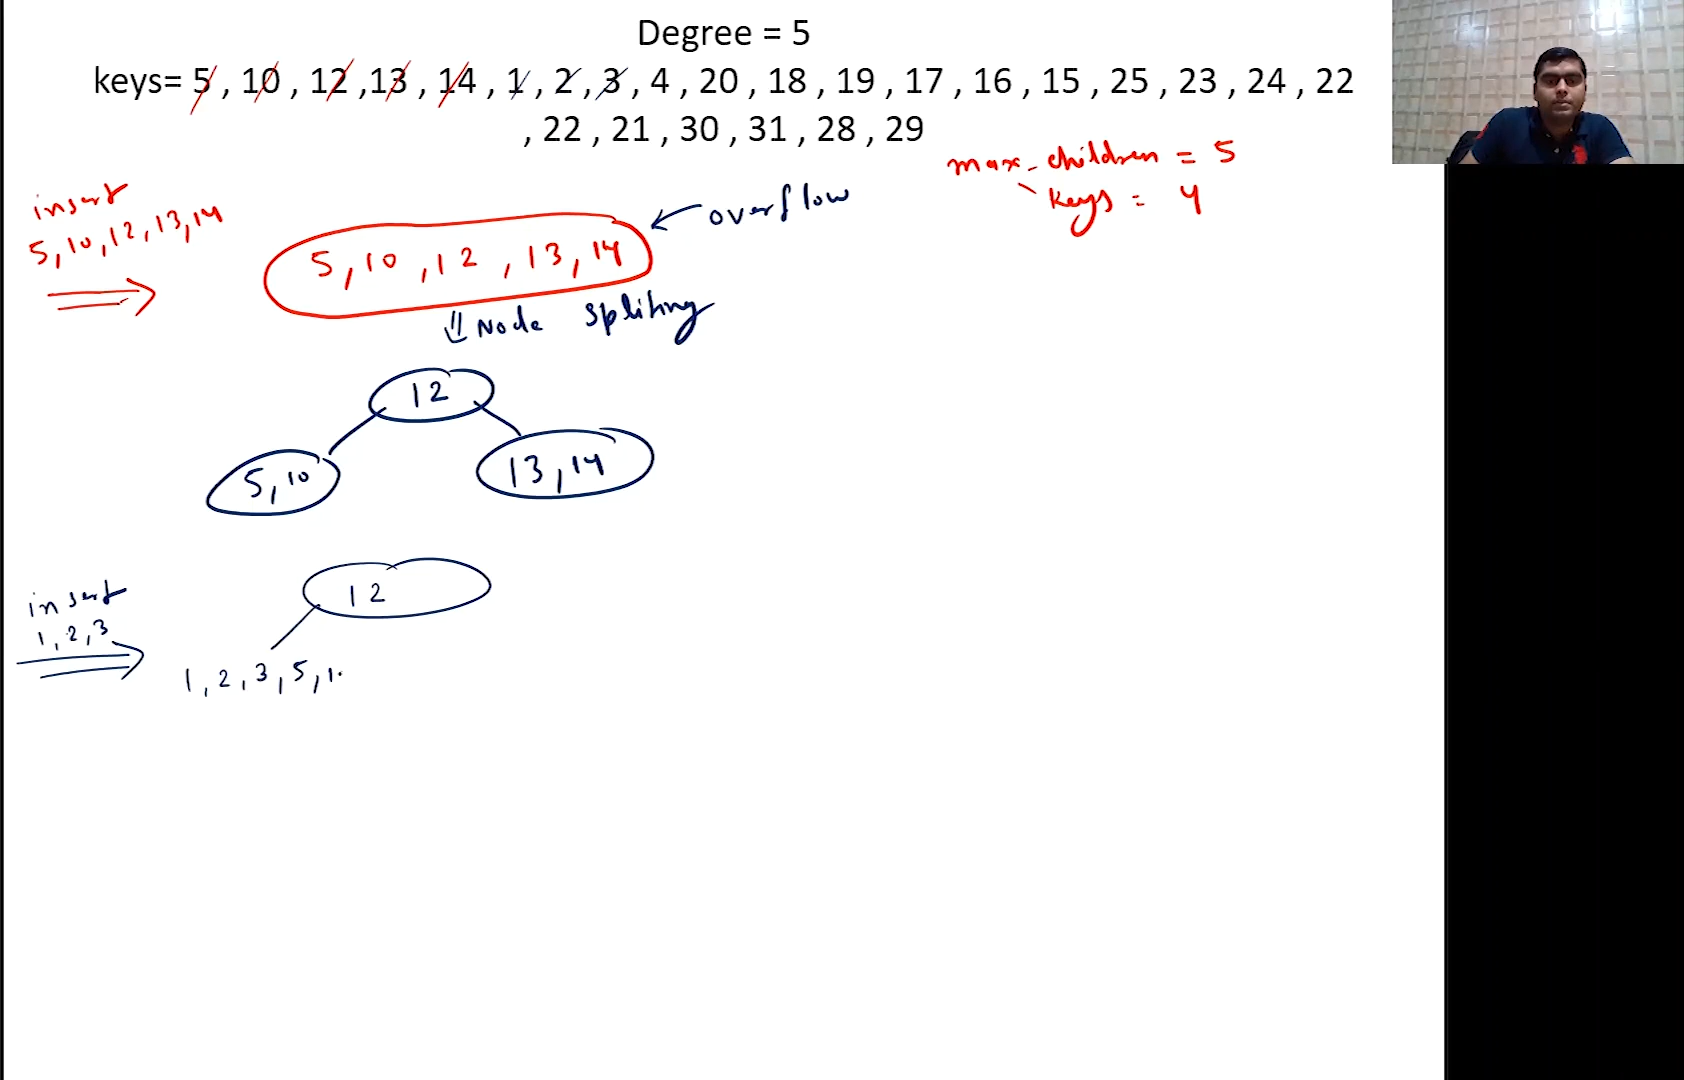 Degree = 5
keys= 5 , 10 , 12 ,13 , 14 , 1 , 2 , 3 , 4 , 20 , 18 , 19 , 17 , 16 , 15 , 25 , 23 , 24 , 22
, 22 , 21 , 30 , 31 , 28 , 29
max - children = 5
keys = 4
insert
5, 10, 12, 13, 14
5, 10, 12, 13, 14
overflow
Node Spliting
12
5, 10
13, 14
insert
1, 2, 3
12
1, 2, 3, 5, 1